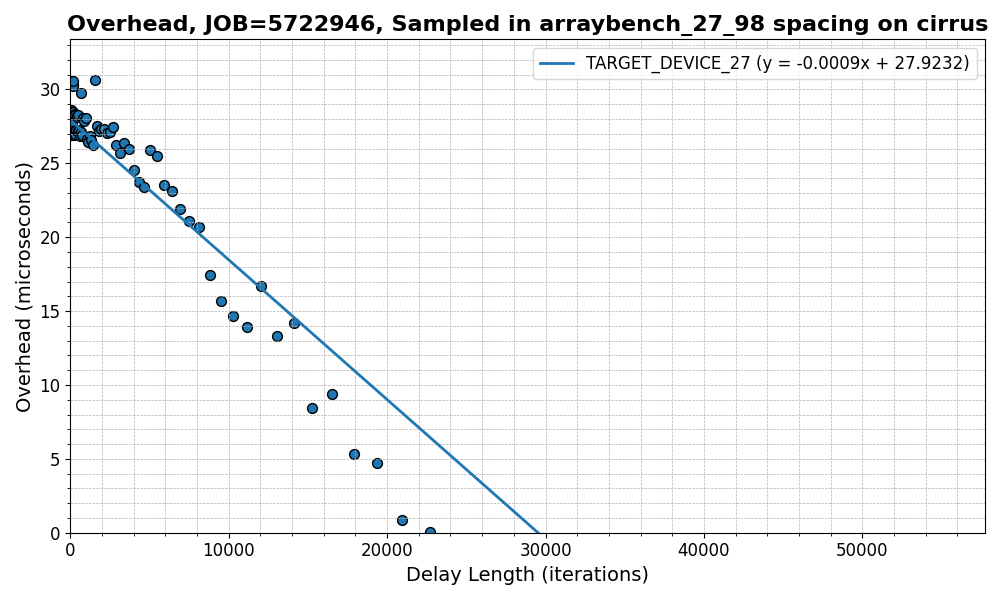 Overhead, JOB=5722946, Sampled in arraybench_27_98 spacing on cirrus
TARGET_DEVICE_27 (y = -0.0009x + 27.9232)
Overhead (microseconds)
30
25
20
15
10
5
0
0 10000 20000 30000 40000 50000
Delay Length (iterations)